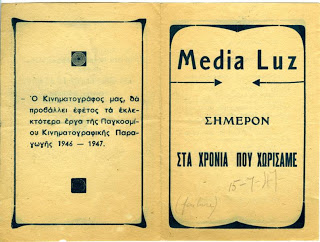 Ὁ Κινηματογράφος μας, θὰ
προβάλλει ἐφέτος τὰ ἐκλε-
κτότερα ἔργα τῆς Παγκοσμί-
ου Κινηματογραφικῆς Παρα-
γωγῆς 1946 — 1947.
Media Luz
ΣΗΜΕΡΟΝ
ΣΤΑ ΧΡΟΝΙΑ ΠΟΥ ΧΩΡΙΣΑΜΕ
15-7-47